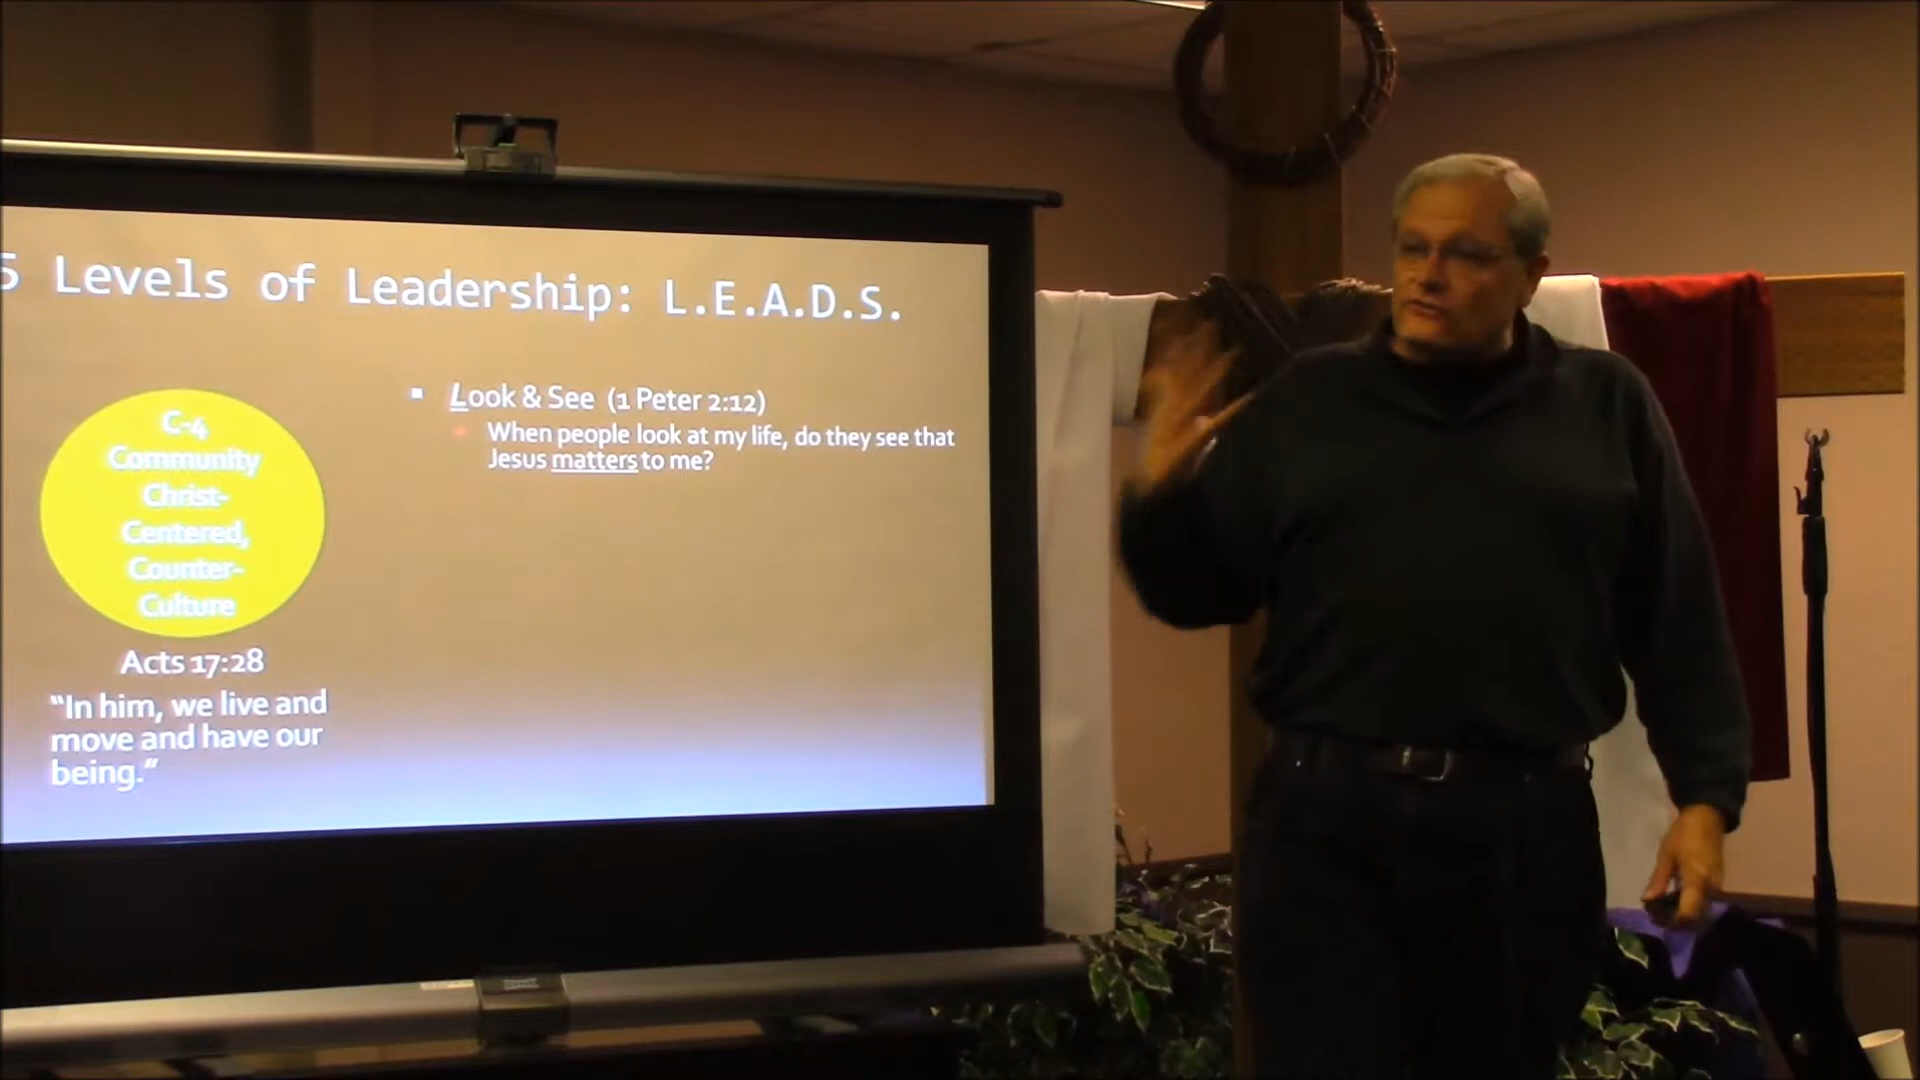 5 Levels of Leadership: L.E.A.D.S.
C-4
Community
Christ-
Centered,
Counter-
Culture
Acts 17:28
“In him, we live and
move and have our
being.”
Look & See (1 Peter 2:12)
When people look at my life, do they see that
Jesus matters to me?